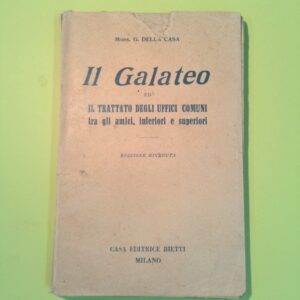 Mons. G. DELLA CASA
Il Galateo
ED
IL TRATTATO DEGLI UFFICI COMUNI
tra gli amici, inferiori e superiori
EDIZIONE RIVEDUTA
CASA EDITRICE BIETTI
MILANO